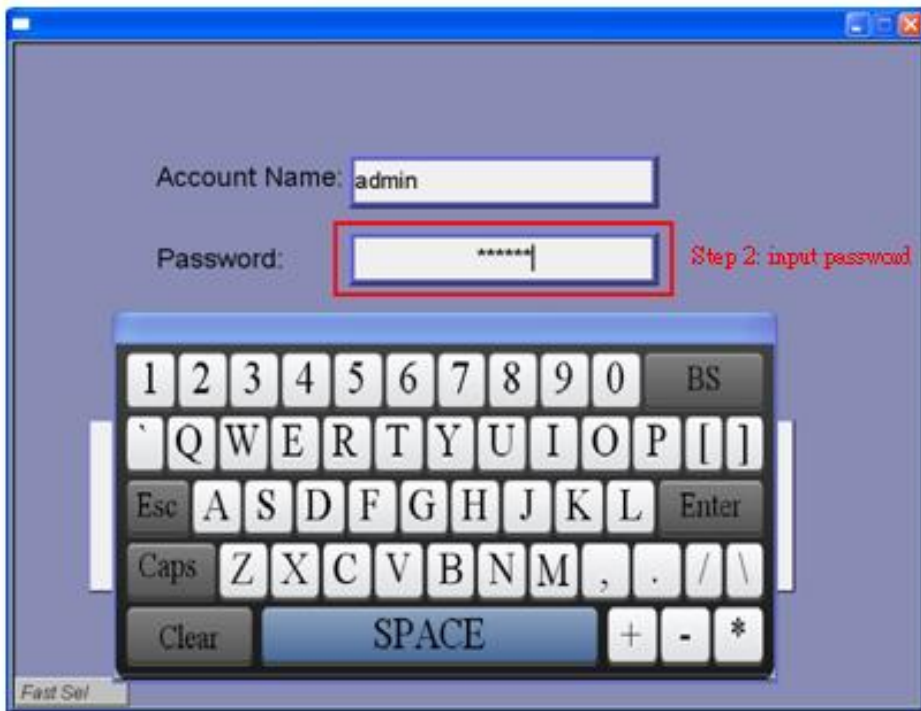 Account Name: admin
Password: ******
Step 2: input password
1 2 3 4 5 6 7 8 9 0 BS
` Q W E R T Y U I O P [ ]
Esc A S D F G H J K L Enter
Caps Z X C V B N M , . / \
Clear SPACE + - *
Fast Sel